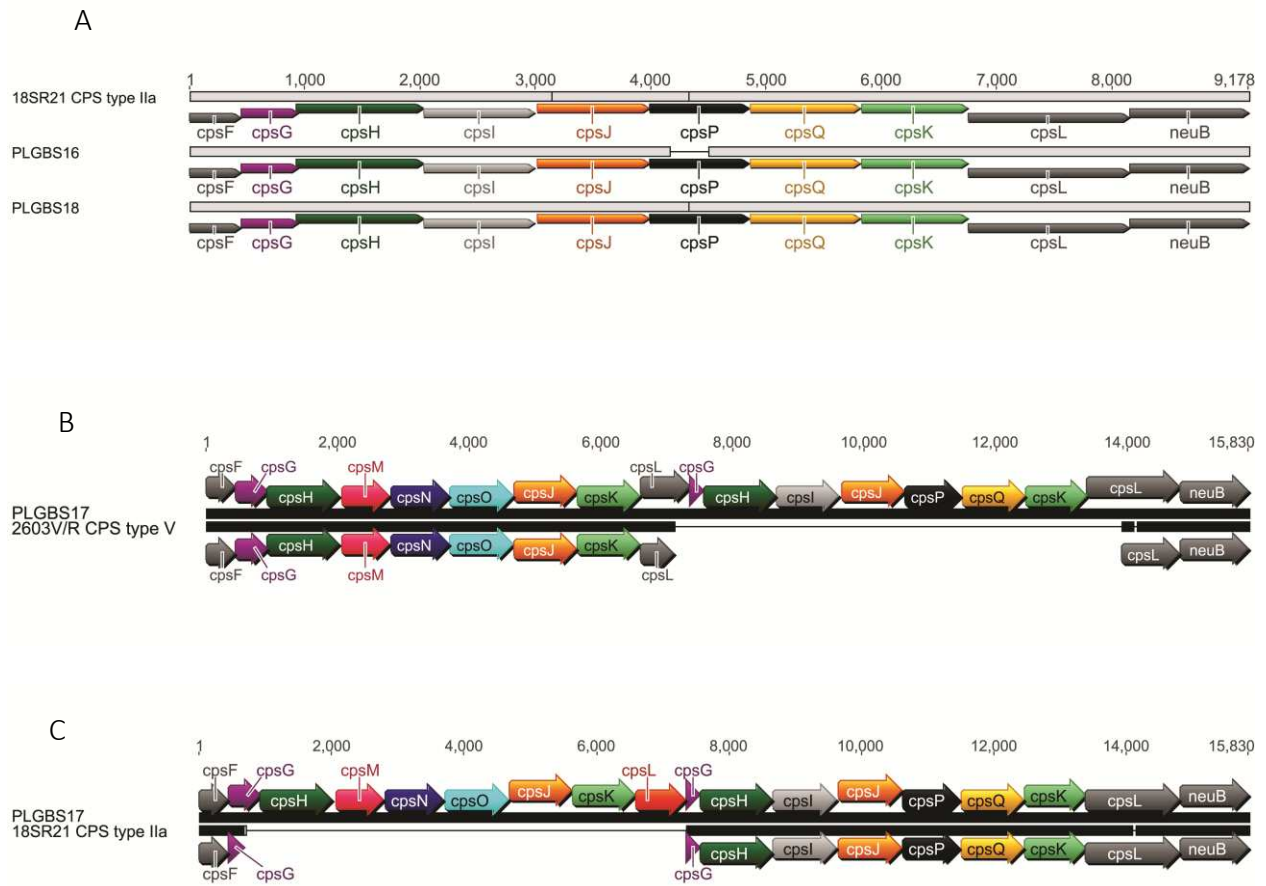 A
1 1,000 2,000 3,000 4,000 5,000 6,000 7,000 8,000 9,178
18SR21 CPS type IIa
cpsF cpsG cpsH cpsI cpsJ cpsP cpsQ cpsK cpsL neuB
PLGBS16
cpsF cpsG cpsH cpsI cpsJ cpsP cpsQ cpsK cpsL neuB
PLGBS18
cpsF cpsG cpsH cpsI cpsJ cpsP cpsQ cpsK cpsL neuB
B
1 2,000 4,000 6,000 8,000 10,000 12,000 14,000 15,830
cpsF cpsG cpsM cpsL cpsG
cpsH cpsN cpsO cpsJ cpsK cpsH cpsI cpsJ cpsP cpsQ cpsK cpsL neuB
PLGBS17
2603V/R CPS type V
cpsH cpsM cpsN cpsO cpsJ cpsK cpsL neuB
cpsF cpsG cpsL
C
1 2,000 4,000 6,000 8,000 10,000 12,000 14,000 15,830
cpsF cpsG cpsM cpsL cpsG
cpsH cpsN cpsO cpsJ cpsK cpsH cpsI cpsJ cpsP cpsQ cpsK cpsL neuB
PLGBS17
18SR21 CPS type IIa
cpsH cpsI cpsJ cpsP cpsQ cpsK cpsL neuB
cpsF cpsG cpsG